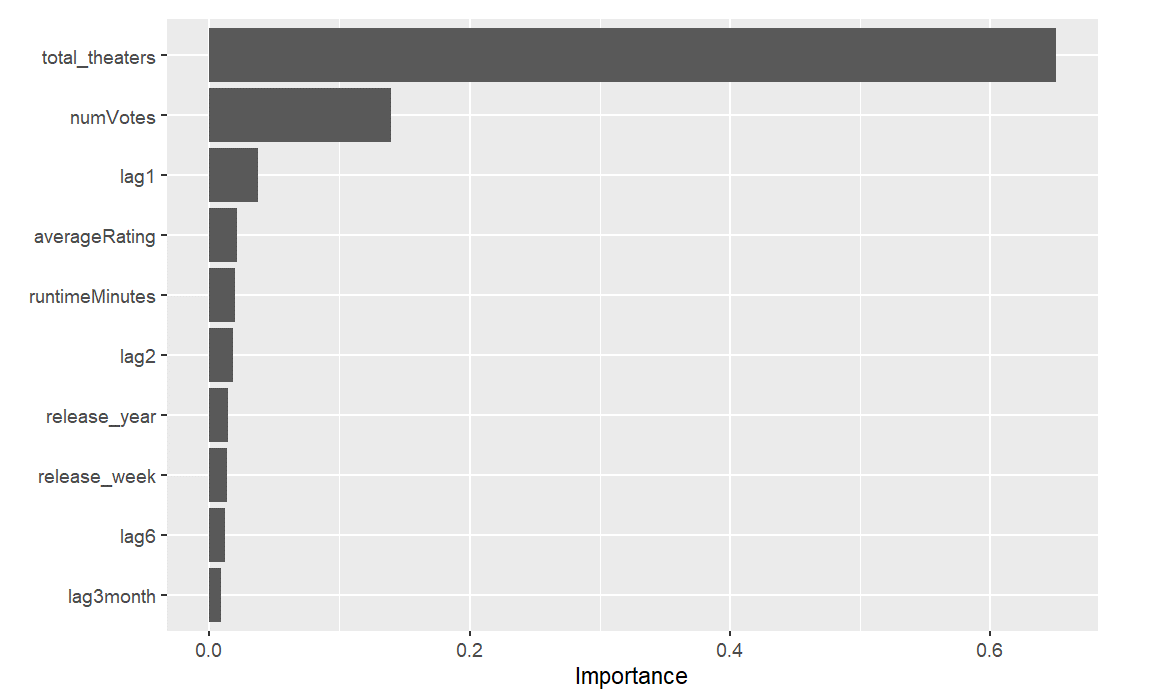 total_theaters
numVotes
lag1
averageRating
runtimeMinutes
lag2
release_year
release_week
lag6
lag3month
0.0 0.2 0.4 0.6
Importance